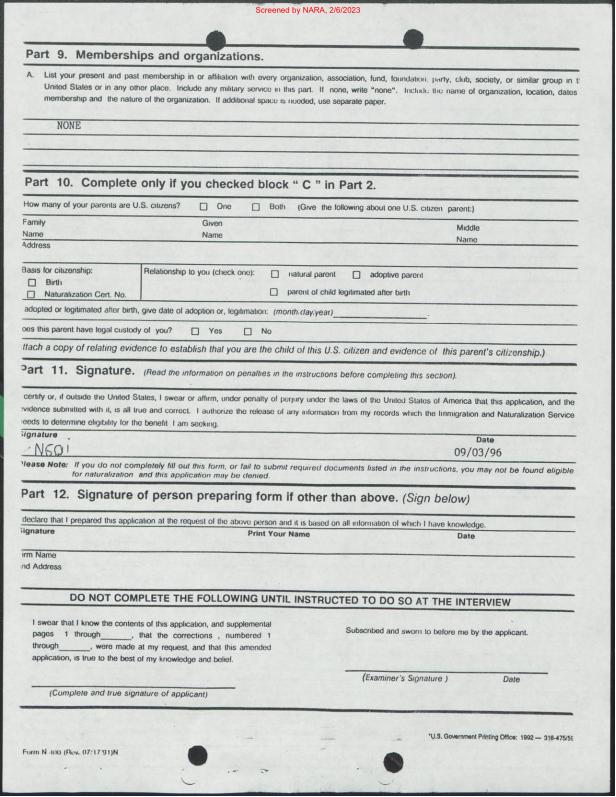 Screened by NARA, 2/6/2023
Part 9. Memberships and organizations.
A. List your present and past membership in or affiliation with every organization, association, fund, foundation, party, club, society, or similar group in t
United States or in any other place. Include any military service in this part. If none, write "none". Include the name of organization, location, dates
membership and the nature of the organization. If additional space is needed, use separate paper.
NONE
Part 10. Complete only if you checked block " C " in Part 2.
How many of your parents are U.S. citizens? One Both (Give the following about one U.S. citizen parent:)
Family Given Middle
Name Name Name
Address
Basis for citizenship: Relationship to you (check one): natural parent adoptive parent
Birth
Naturalization Cert. No. parent of child legitimated after birth
adopted or legitimated after birth, give date of adoption or, legitimation: (month,day,year)
oes this parent have legal custody of you? Yes No
ttach a copy of relating evidence to establish that you are the child of this U.S. citizen and evidence of this parent's citizenship.)
Part 11. Signature. (Read the information on penalties in the instructions before completing this section).
certify or, if outside the United States, I swear or affirm, under penalty of perjury under the laws of the United States of America that this application, and the
vidence submitted with it, is all true and correct. I authorize the release of any information from my records which the Immigration and Naturalization Service
eeds to determine eligibility for the benefit I am seeking.
ignature Date
09/03/96
lease Note: If you do not completely fill out this form, or fail to submit required documents listed in the instructions, you may not be found eligible
for naturalization and this application may be denied.
Part 12. Signature of person preparing form if other than above. (Sign below)
declare that I prepared this application at the request of the above person and it is based on all information of which I have knowledge.
ignature Print Your Name Date
irm Name
nd Address
DO NOT COMPLETE THE FOLLOWING UNTIL INSTRUCTED TO DO SO AT THE INTERVIEW
I swear that I know the contents of this application, and supplemental
pages 1 through______, that the corrections , numbered 1
through______, were made at my request, and that this amended
application, is true to the best of my knowledge and belief.
(Complete and true signature of applicant)
Subscribed and sworn to before me by the applicant.
(Examiner's Signature ) Date
*U.S. Government Printing Office: 1992 — 318-475/5
Form N-400 (Rev. 07/17/91)N